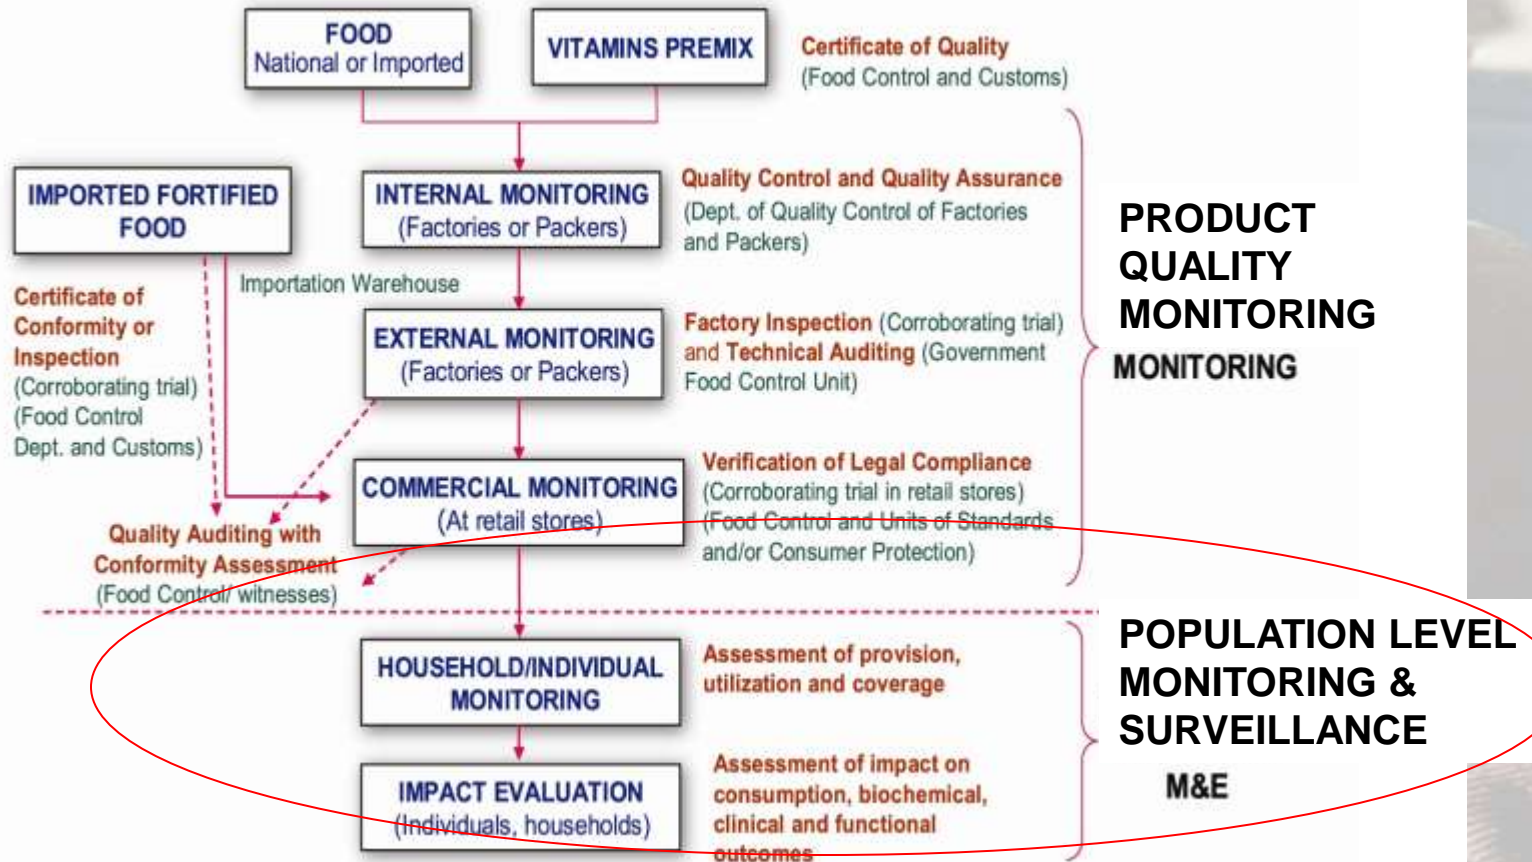 FOOD
National or Imported
VITAMINS PREMIX
Certificate of Quality
(Food Control and Customs)
IMPORTED FORTIFIED
FOOD
INTERNAL MONITORING
(Factories or Packers)
Quality Control and Quality Assurance
(Dept. of Quality Control of Factories
and Packers)
PRODUCT
QUALITY
MONITORING
MONITORING
Importation Warehouse
Certificate of
Conformity or
Inspection
(Corroborating trial)
(Food Control
Dept. and Customs)
EXTERNAL MONITORING
(Factories or Packers)
Factory Inspection (Corroborating trial)
and Technical Auditing (Government
Food Control Unit)
COMMERCIAL MONITORING
(At retail stores)
Verification of Legal Compliance
(Corroborating trial in retail stores)
(Food Control and Units of Standards
and/or Consumer Protection)
Quality Auditing with
Conformity Assessment
(Food Control/ witnesses)
HOUSEHOLD/INDIVIDUAL
MONITORING
Assessment of provision,
utilization and coverage
POPULATION LEVEL
MONITORING &
SURVEILLANCE
M&E
IMPACT EVALUATION
(Individuals, households)
Assessment of impact on
consumption, biochemical,
clinical and functional
outcomes